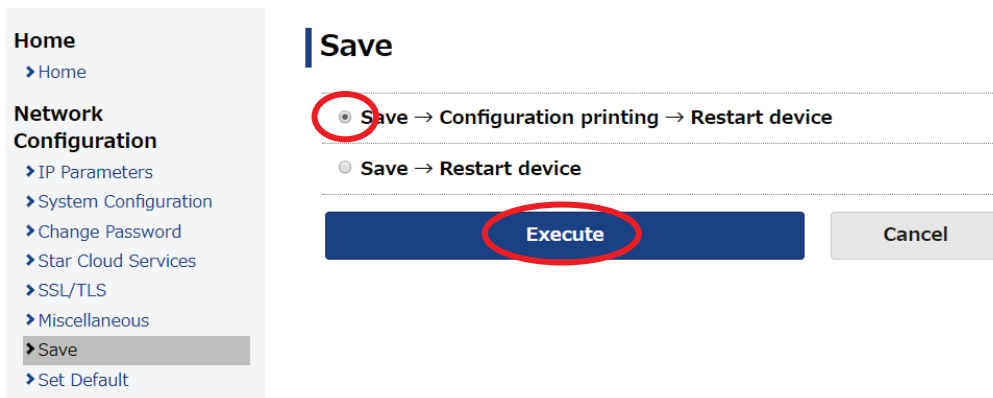 Home
Home
Network
Configuration
IP Parameters
System Configuration
Change Password
Star Cloud Services
SSL/TLS
Miscellaneous
Save
Set Default
Save
Save → Configuration printing → Restart device
Save → Restart device
Execute
Cancel